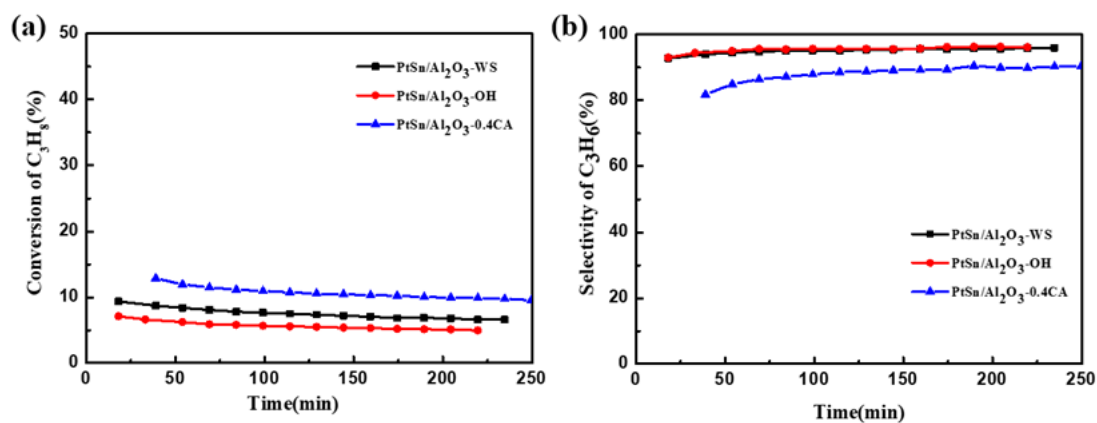 (a)
50
40
30
20
10
0
Conversion of C3H8(%)
PtSn/Al2O3-WS
PtSn/Al2O3-OH
PtSn/Al2O3-0.4CA
0 50 100 150 200 250
Time(min)
(b)
100
80
60
40
20
0
Selectivity of C3H6(%)
PtSn/Al2O3-WS
PtSn/Al2O3-OH
PtSn/Al2O3-0.4CA
0 50 100 150 200 250
Time(min)